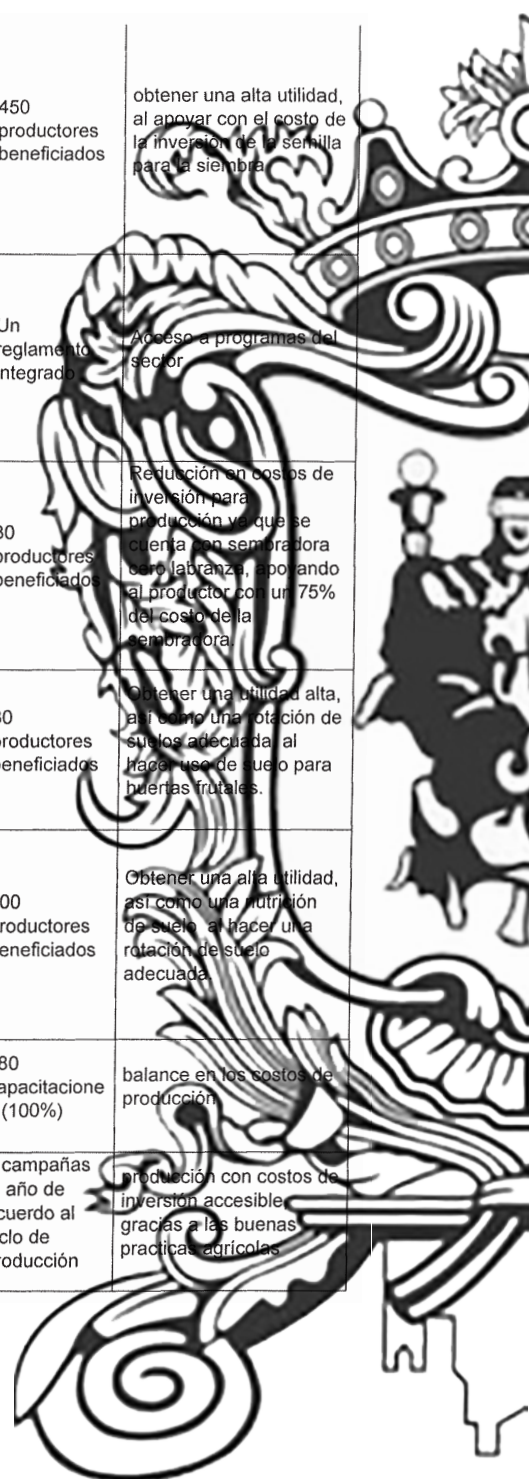 450
productores
beneficiados
obtener una alta utilidad,
al apoyar con el costo de
la inversión de la semilla
para la siembra
Un
reglamento
integrado
Acceso a programas del
sector
productores
beneficiados
Reducción en costos de
inversión para
producción ya que se
cuenta con sembradora
cero labranza, apoyando
al productor con un 75%
del costo de la
sembradora.
productores
beneficiados
Obtener una utilidad alta,
así como una rotación de
suelos adecuada al
hacer uso de suelo para
huertas frutales.
00
roductores
eneficiados
Obtener una alta utilidad,
así como una nutrición
de suelo al hacer una
rotación de suelo
adecuada
80
apacitacione
(100%)
balance en los costos de
producción
campañas
año de
cuerdo al
clo de
roducción
producción con costos de
inversión accesible,
gracias a las buenas
practicas agrícolas